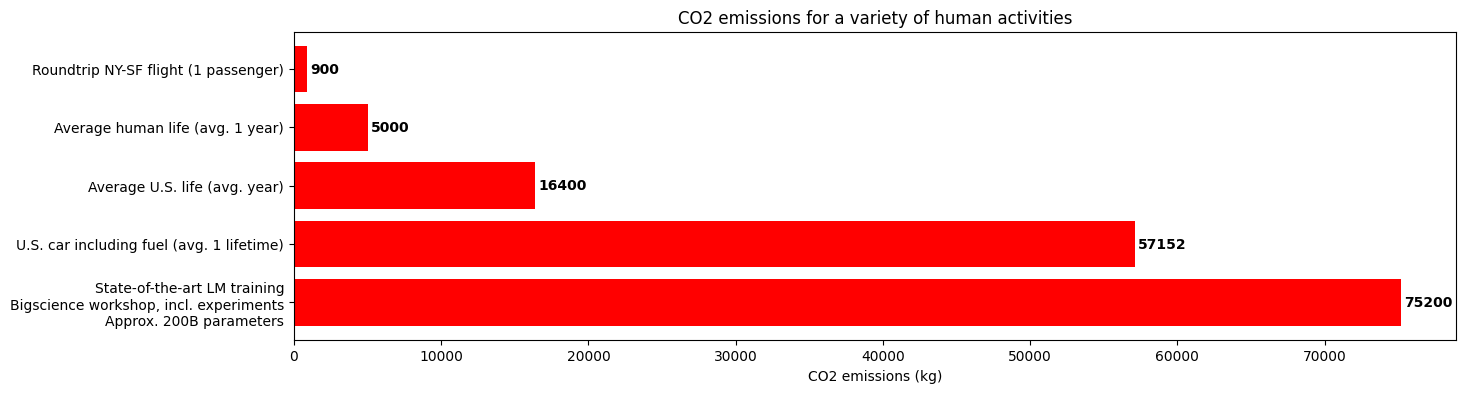 CO2 emissions for a variety of human activities
Roundtrip NY-SF flight (1 passenger)
900
Average human life (avg. 1 year)
5000
Average U.S. life (avg. year)
16400
U.S. car including fuel (avg. 1 lifetime)
57152
State-of-the-art LM training
Bigscience workshop, incl. experiments
Approx. 200B parameters
75200
0 10000 20000 30000 40000 50000 60000 70000
CO2 emissions (kg)